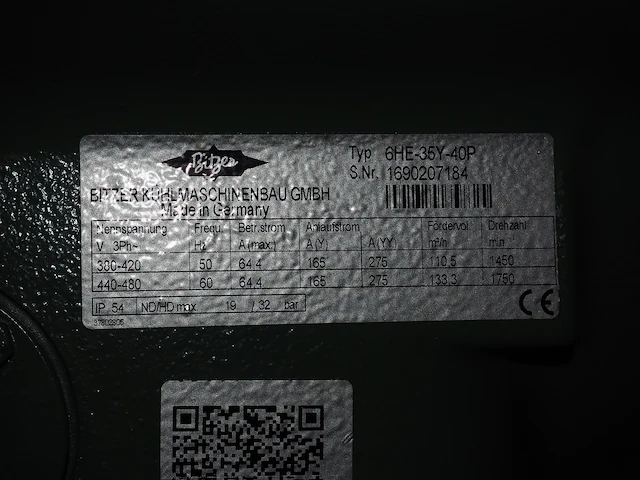 Bitzer
Typ 6HE-35Y-40P
S.Nr. 1690207184
BITZER KÜHLMASCHINENBAU GMBH
Made in Germany
Nennspannung Frequ. Betr.strom Anlaufstrom Fördervol. Drehzahl
V 3Ph~ Hz A (max.) A (Y) A (YY) m³/h min
380-420 50 64.4 165 275 110.5 1450
440-480 60 64.4 165 275 133.3 1750
IP 54 ND/HD max. 19 / 32 bar
CE